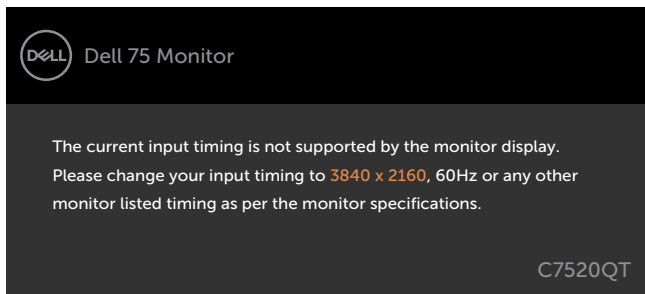 DELL
Dell 75 Monitor
The current input timing is not supported by the monitor display.
Please change your input timing to 3840 x 2160, 60Hz or any other
monitor listed timing as per the monitor specifications.
C7520QT